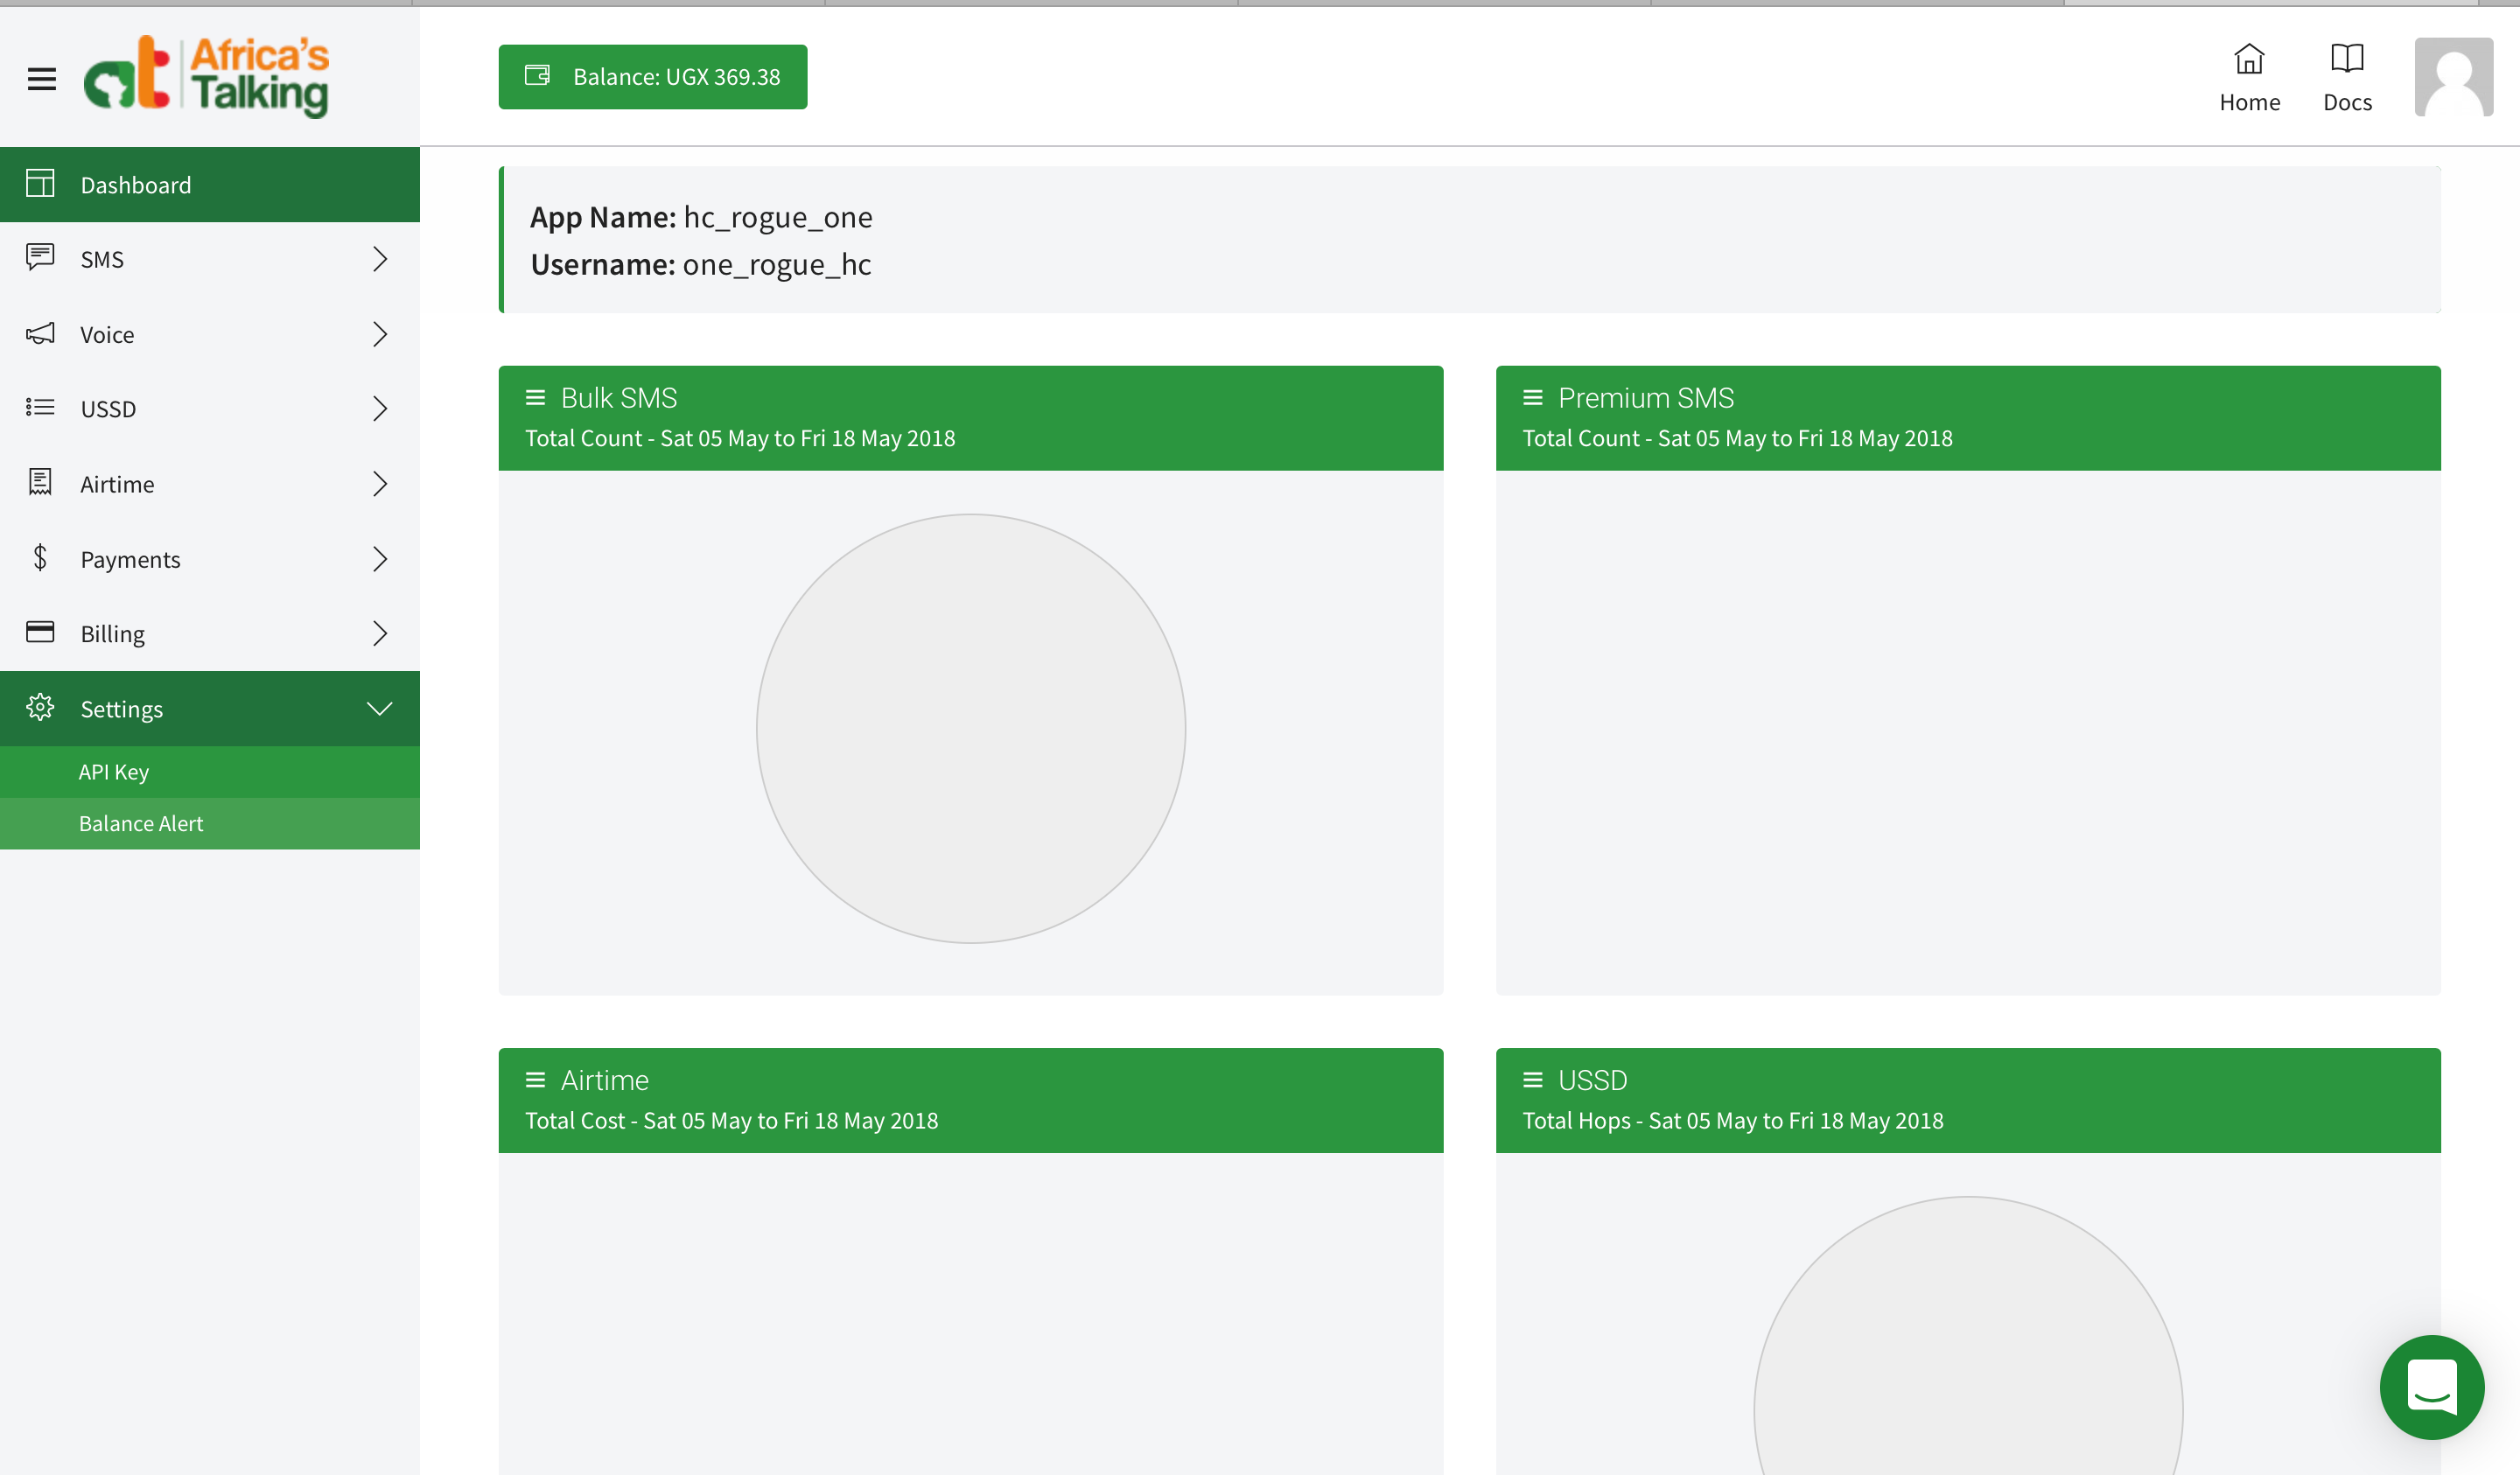 Africa's
Talking
Balance: UGX 369.38
Home
Docs
Dashboard
SMS
Voice
USSD
Airtime
Payments
Billing
Settings
API Key
Balance Alert
App Name: hc_rogue_one
Username: one_rogue_hc
Bulk SMS
Total Count - Sat 05 May to Fri 18 May 2018
Premium SMS
Total Count - Sat 05 May to Fri 18 May 2018
Airtime
Total Cost - Sat 05 May to Fri 18 May 2018
USSD
Total Hops - Sat 05 May to Fri 18 May 2018